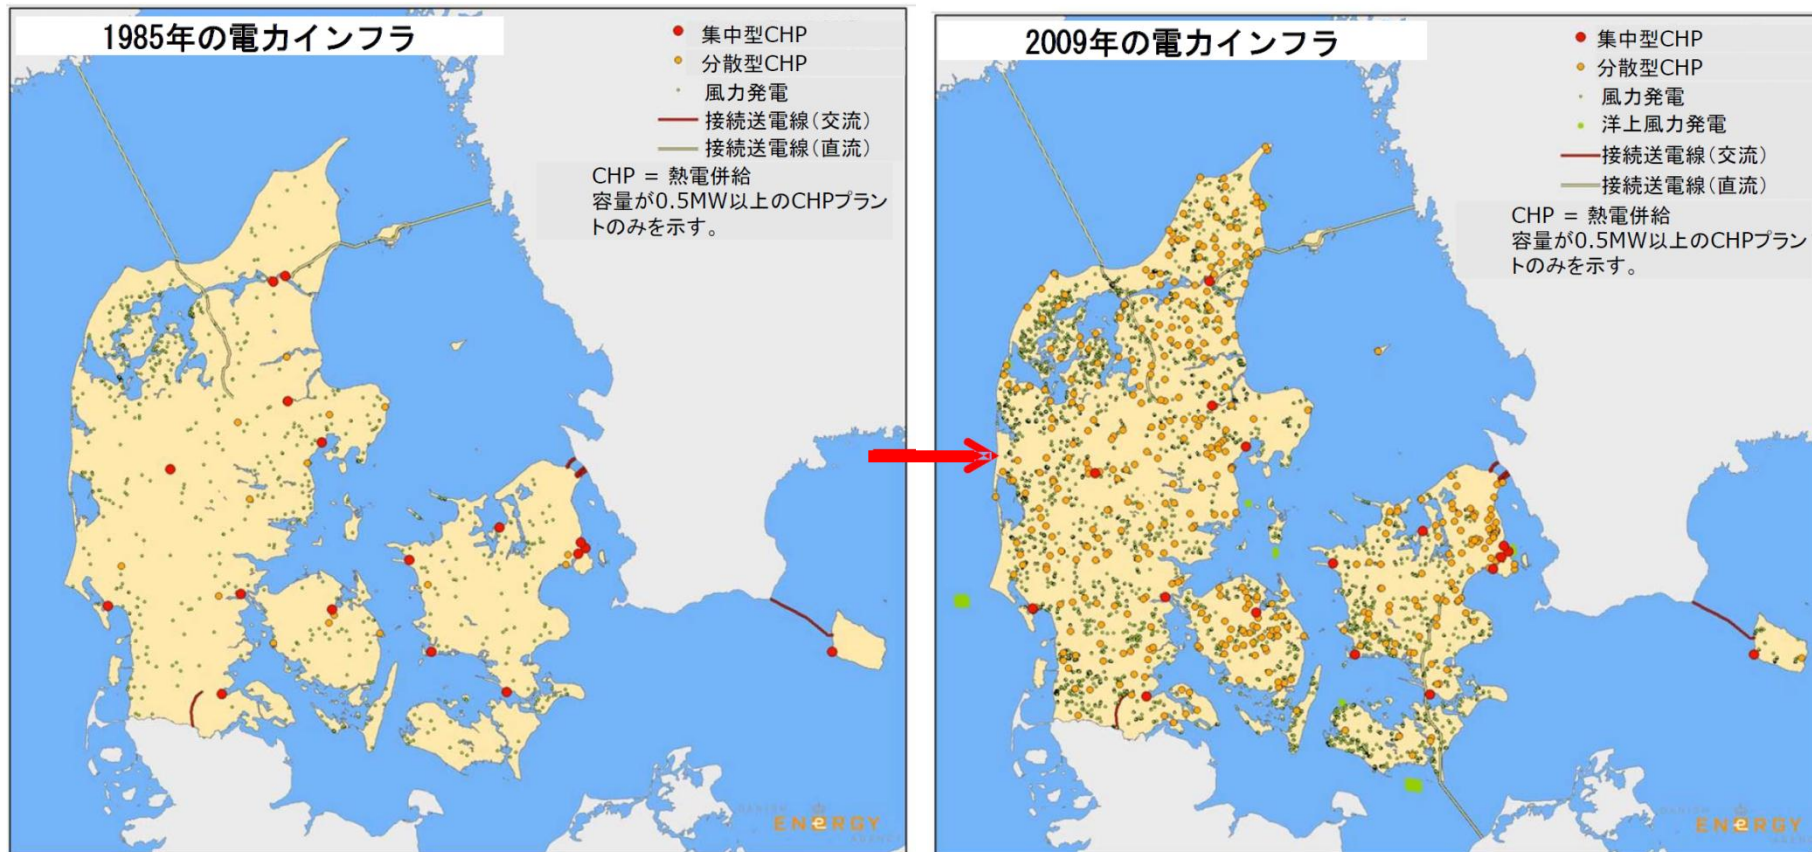 1985年の電力インフラ
集中型CHP
分散型CHP
風力発電
接続送電線(交流)
接続送電線(直流)
CHP = 熱電併給
容量が0.5MW以上のCHPプラン
トのみを示す。
DANISH
ENERGY
AGENCY
2009年の電力インフラ
集中型CHP
分散型CHP
風力発電
洋上風力発電
接続送電線(交流)
接続送電線(直流)
CHP = 熱電併給
容量が0.5MW以上のCHPプラン
トのみを示す。
DANISH
ENERGY
AGENCY